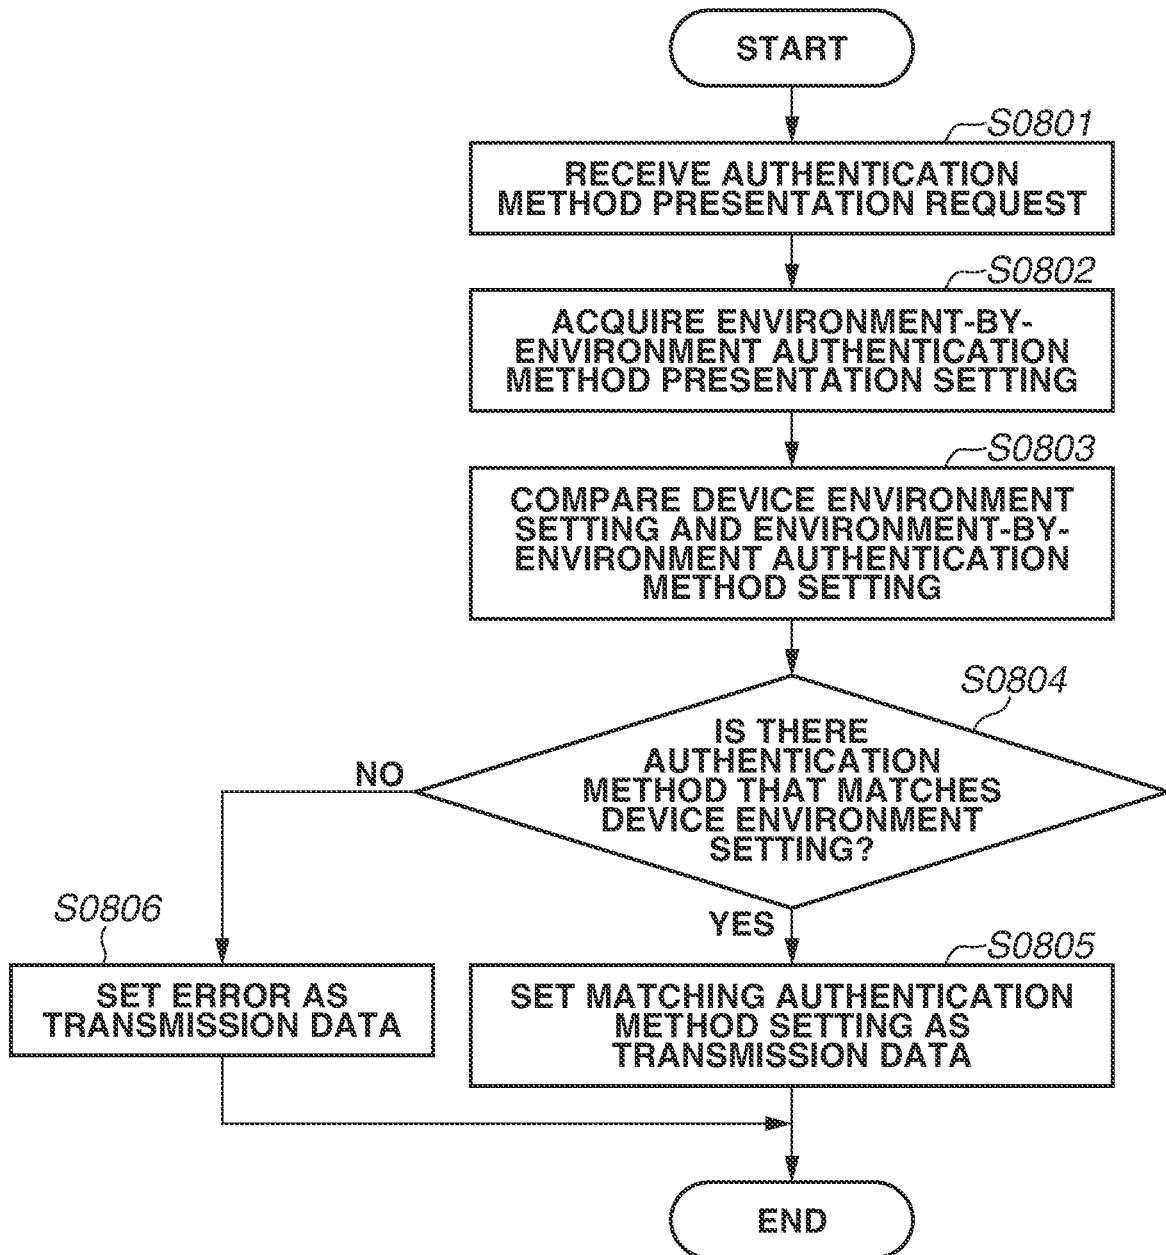 START
S0801
RECEIVE AUTHENTICATION
METHOD PRESENTATION REQUEST
S0802
ACQUIRE ENVIRONMENT-BY-
ENVIRONMENT AUTHENTICATION
METHOD PRESENTATION SETTING
S0803
COMPARE DEVICE ENVIRONMENT
SETTING AND ENVIRONMENT-BY-
ENVIRONMENT AUTHENTICATION
METHOD SETTING
S0804
IS THERE
AUTHENTICATION
METHOD THAT MATCHES
DEVICE ENVIRONMENT
SETTING?
NO
YES
S0806
SET ERROR AS
TRANSMISSION DATA
S0805
SET MATCHING AUTHENTICATION
METHOD SETTING AS
TRANSMISSION DATA
END